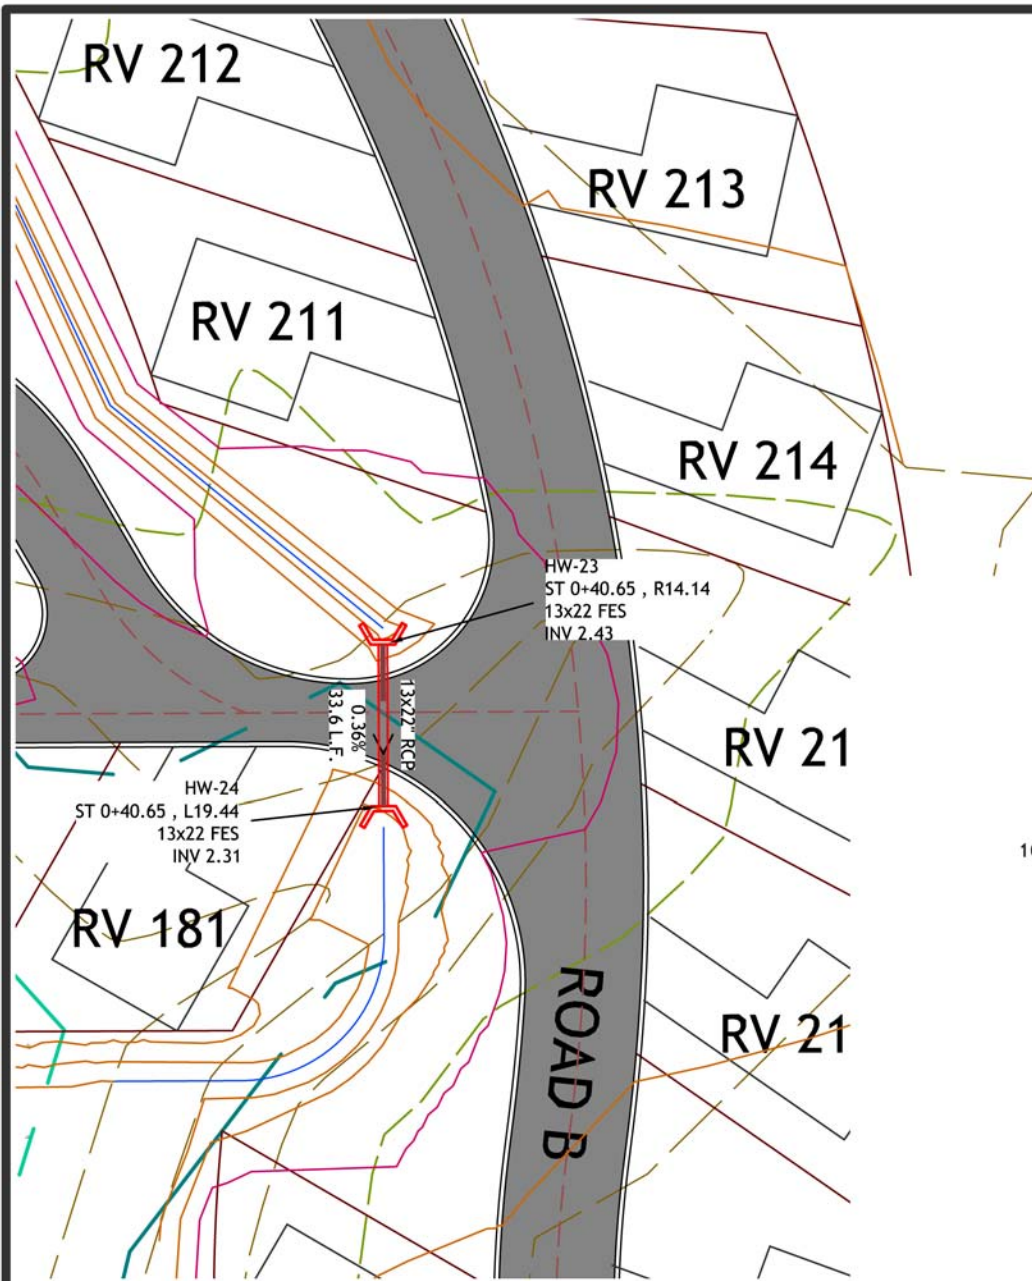 RV 212
RV 213
RV 211
RV 214
HW-23
ST 0+40.65 , R14.14
13x22 FES
INV 2.43
13x22" RCP
0.36%
33.6 L.F.
RV 21
HW-24
ST 0+40.65 , L19.44
13x22 FES
INV 2.31
RV 181
ROAD B
RV 21